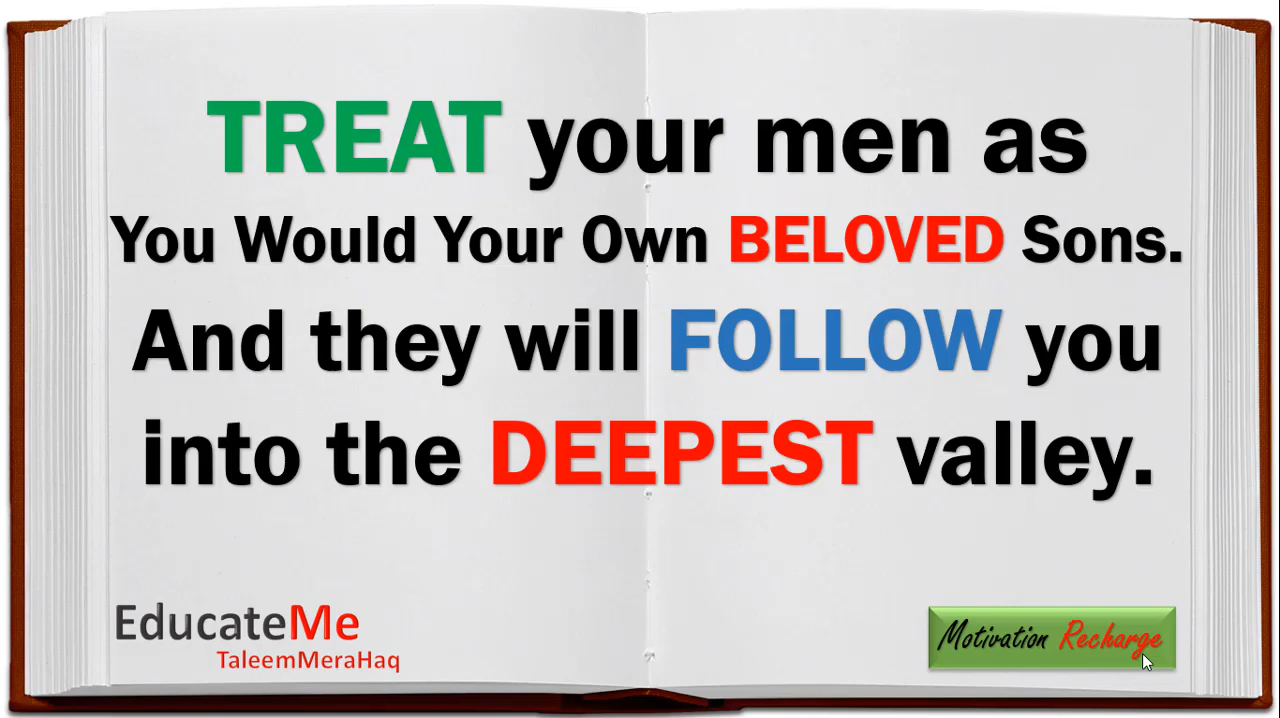 TREAT your men as
You Would Your Own BELOVED Sons.
And they will FOLLOW you
into the DEEPEST valley.
EducateMe
TaleemMeraHaq
Motivation Recharge